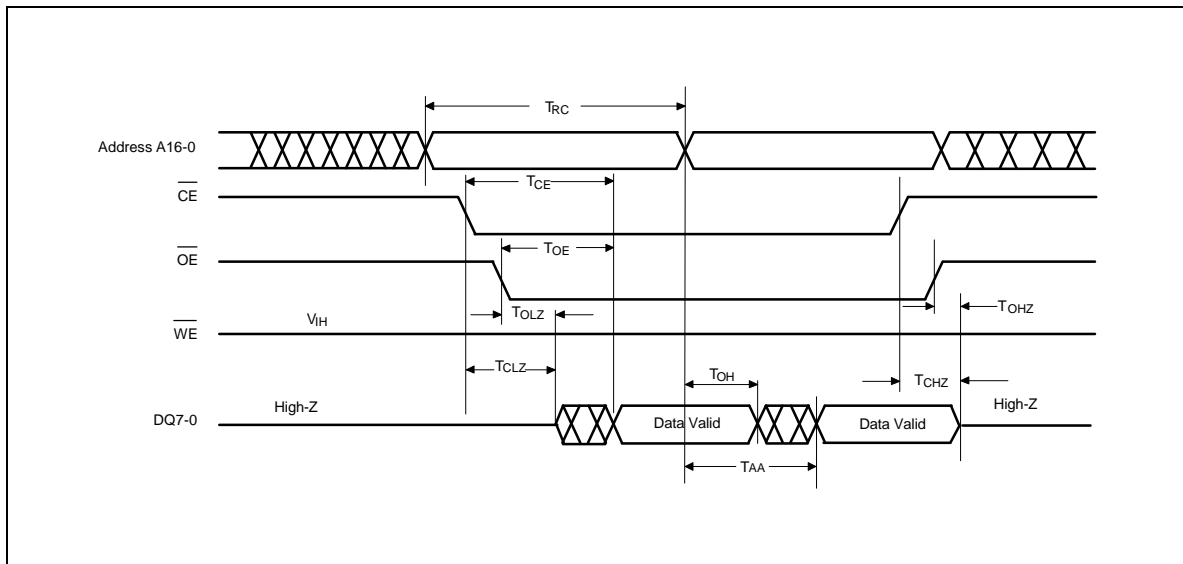 TRC
Address A16-0
TCE
CE
TOE
OE
TOLZ
TOHZ
VIH
WE
TCLZ
TOH
TCHZ
High-Z
High-Z
DQ7-0
Data Valid
Data Valid
TAA